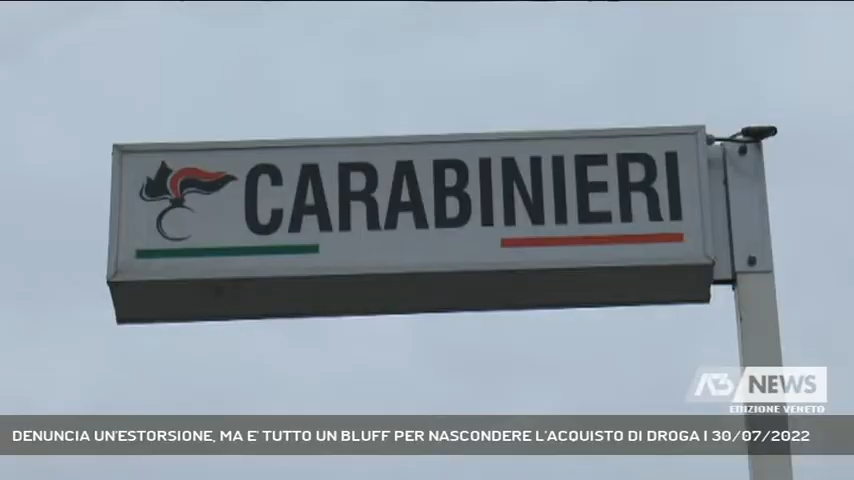 CARABINIERI
A3 NEWS
EDIZIONE VENETO
DENUNCIA UN'ESTORSIONE, MA E' TUTTO UN BLUFF PER NASCONDERE L'ACQUISTO DI DROGA | 30/07/2022